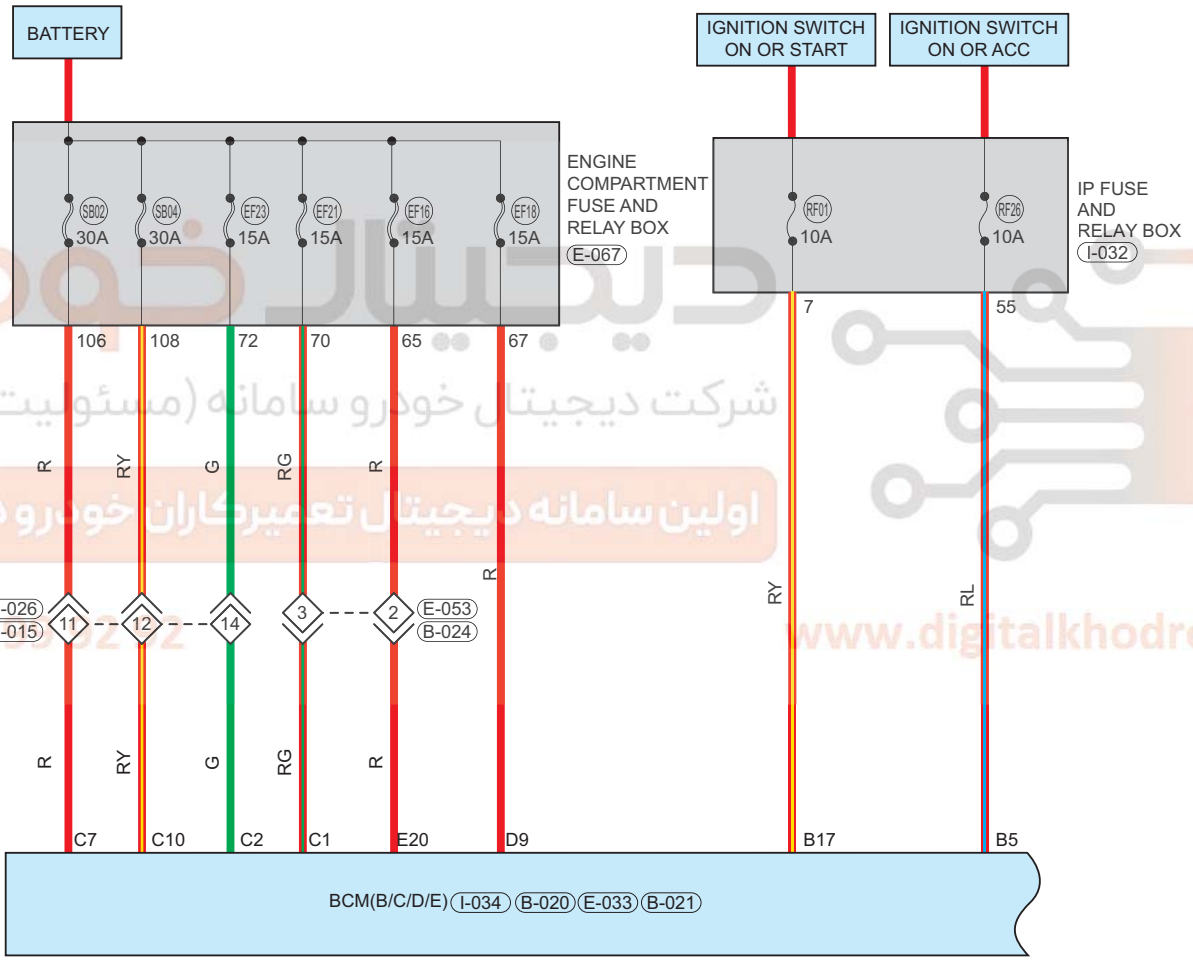 BATTERY
IGNITION SWITCH
ON OR START
IGNITION SWITCH
ON OR ACC
ENGINE
COMPARTMENT
FUSE AND
RELAY BOX
E-067
SB02
30A
SB04
30A
EF23
15A
EF21
15A
EF16
15A
EF18
15A
RF01
10A
RF26
10A
IP FUSE
AND
RELAY BOX
I-032
106
108
72
70
65
67
7
55
دیجیتال خودرو
شرکت دیجیتال خودرو سامانه (مسئولیت
اولین سامانه دیجیتال تعمیرکاران خودرو
R
RY
G
RG
R
R
RY
RL
-026
-015
11
12
14
3
2
E-053
B-024
www.digitalkhodro
R
RY
G
RG
R
C7
C10
C2
C1
E20
D9
B17
B5
BCM(B/C/D/E) I-034 B-020 E-033 B-021